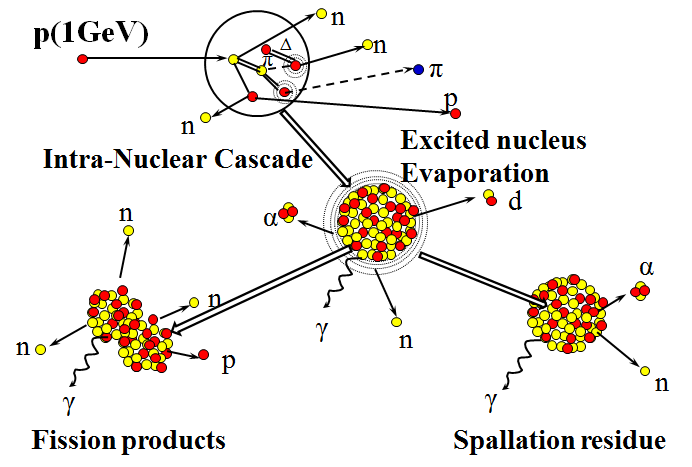 n
p(1GeV)
Δ
n
π
π
p
n
Excited nucleus
Evaporation
Intra-Nuclear Cascade
d
α
n
α
n
γ
n
n
p
γ
n
γ
Fission products
Spallation residue